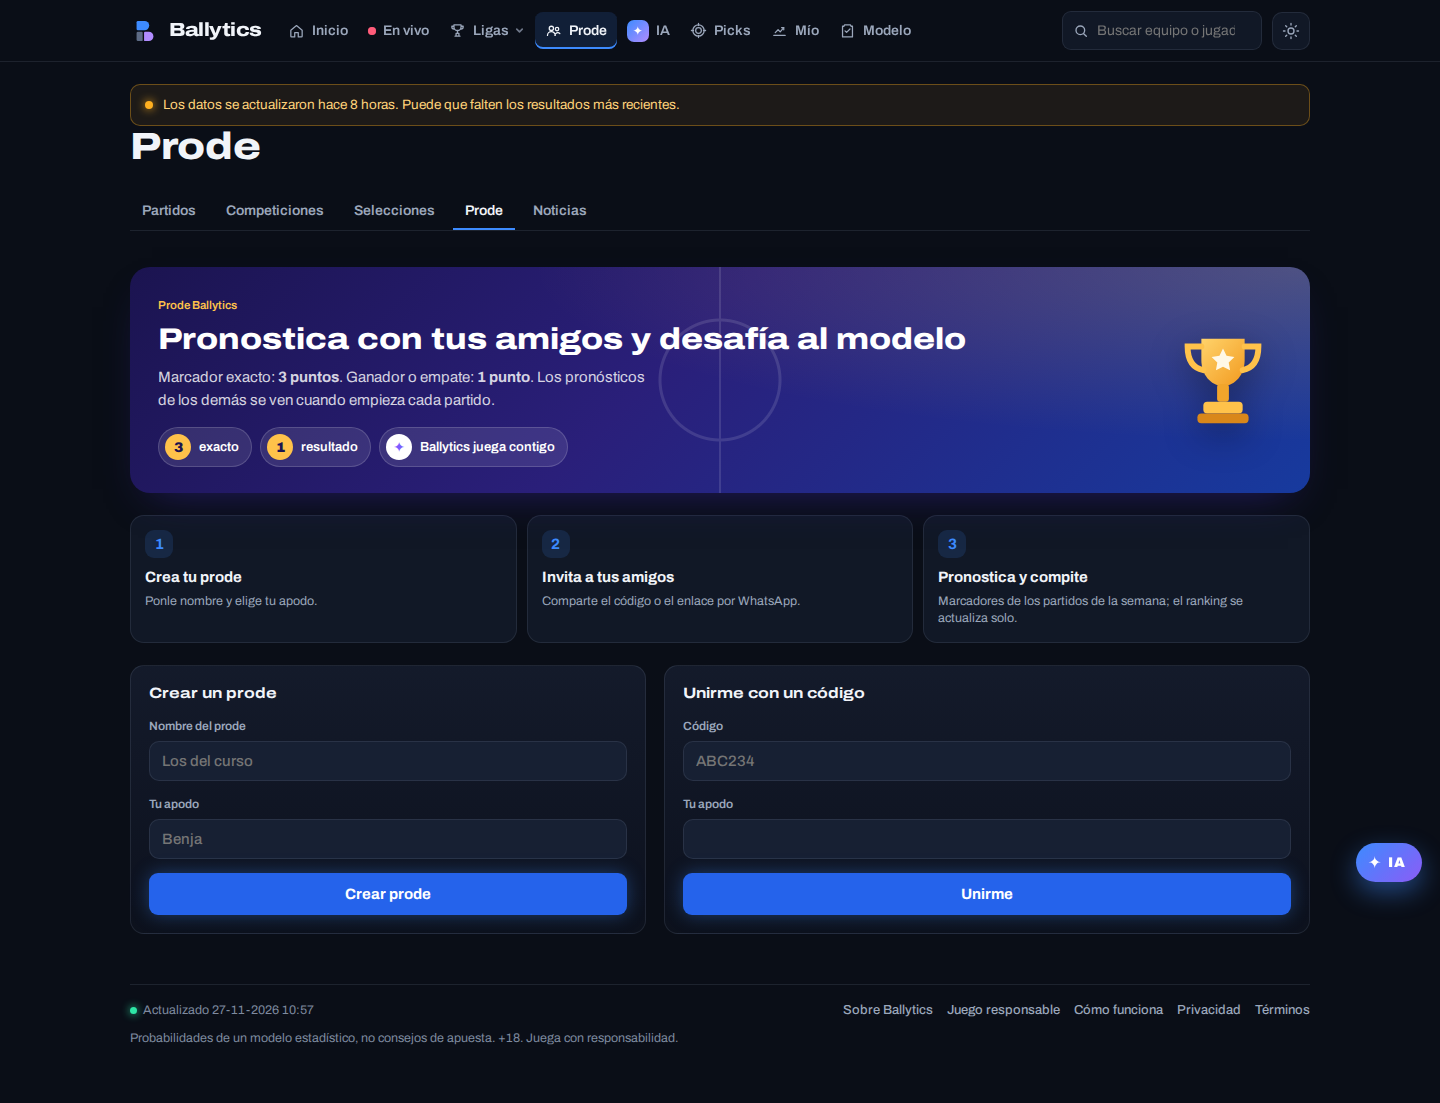 Ballytics
Inicio
En vivo
Ligas
Prode
IA
Picks
Mío
Modelo
Buscar equipo o jugad
Los datos se actualizaron hace 8 horas. Puede que falten los resultados más recientes.
Prode
Partidos
Competiciones
Selecciones
Prode
Noticias
Prode Ballytics
Pronostica con tus amigos y desafía al modelo
Marcador exacto: 3 puntos. Ganador o empate: 1 punto. Los pronósticos
de los demás se ven cuando empieza cada partido.
3 exacto
1 resultado
Ballytics juega contigo
1
Crea tu prode
Ponle nombre y elige tu apodo.
2
Invita a tus amigos
Comparte el código o el enlace por WhatsApp.
3
Pronostica y compite
Marcadores de los partidos de la semana; el ranking se
actualiza solo.
Crear un prode
Nombre del prode
Los del curso
Tu apodo
Benja
Crear prode
Unirme con un código
Código
ABC234
Tu apodo
Unirme
IA
Actualizado 27-11-2026 10:57
Sobre Ballytics
Juego responsable
Cómo funciona
Privacidad
Términos
Probabilidades de un modelo estadístico, no consejos de apuesta. +18. Juega con responsabilidad.